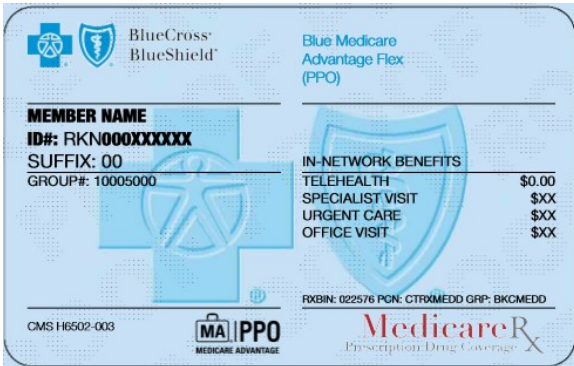 BlueCross®
BlueShield®
Blue Medicare
Advantage Flex
(PPO)
MEMBER NAME
ID#: RKN000XXXXXX
SUFFIX: 00
GROUP#: 10005000
IN-NETWORK BENEFITS
TELEHEALTH $0.00
SPECIALIST VISIT $XX
URGENT CARE $XX
OFFICE VISIT $XX
RXBIN: 022576 PCN: CTRXMEDD GRP: BKCMEDD
CMS H6502-003
MA PPO
MEDICARE ADVANTAGE
MedicareRx
Prescription Drug Coverage